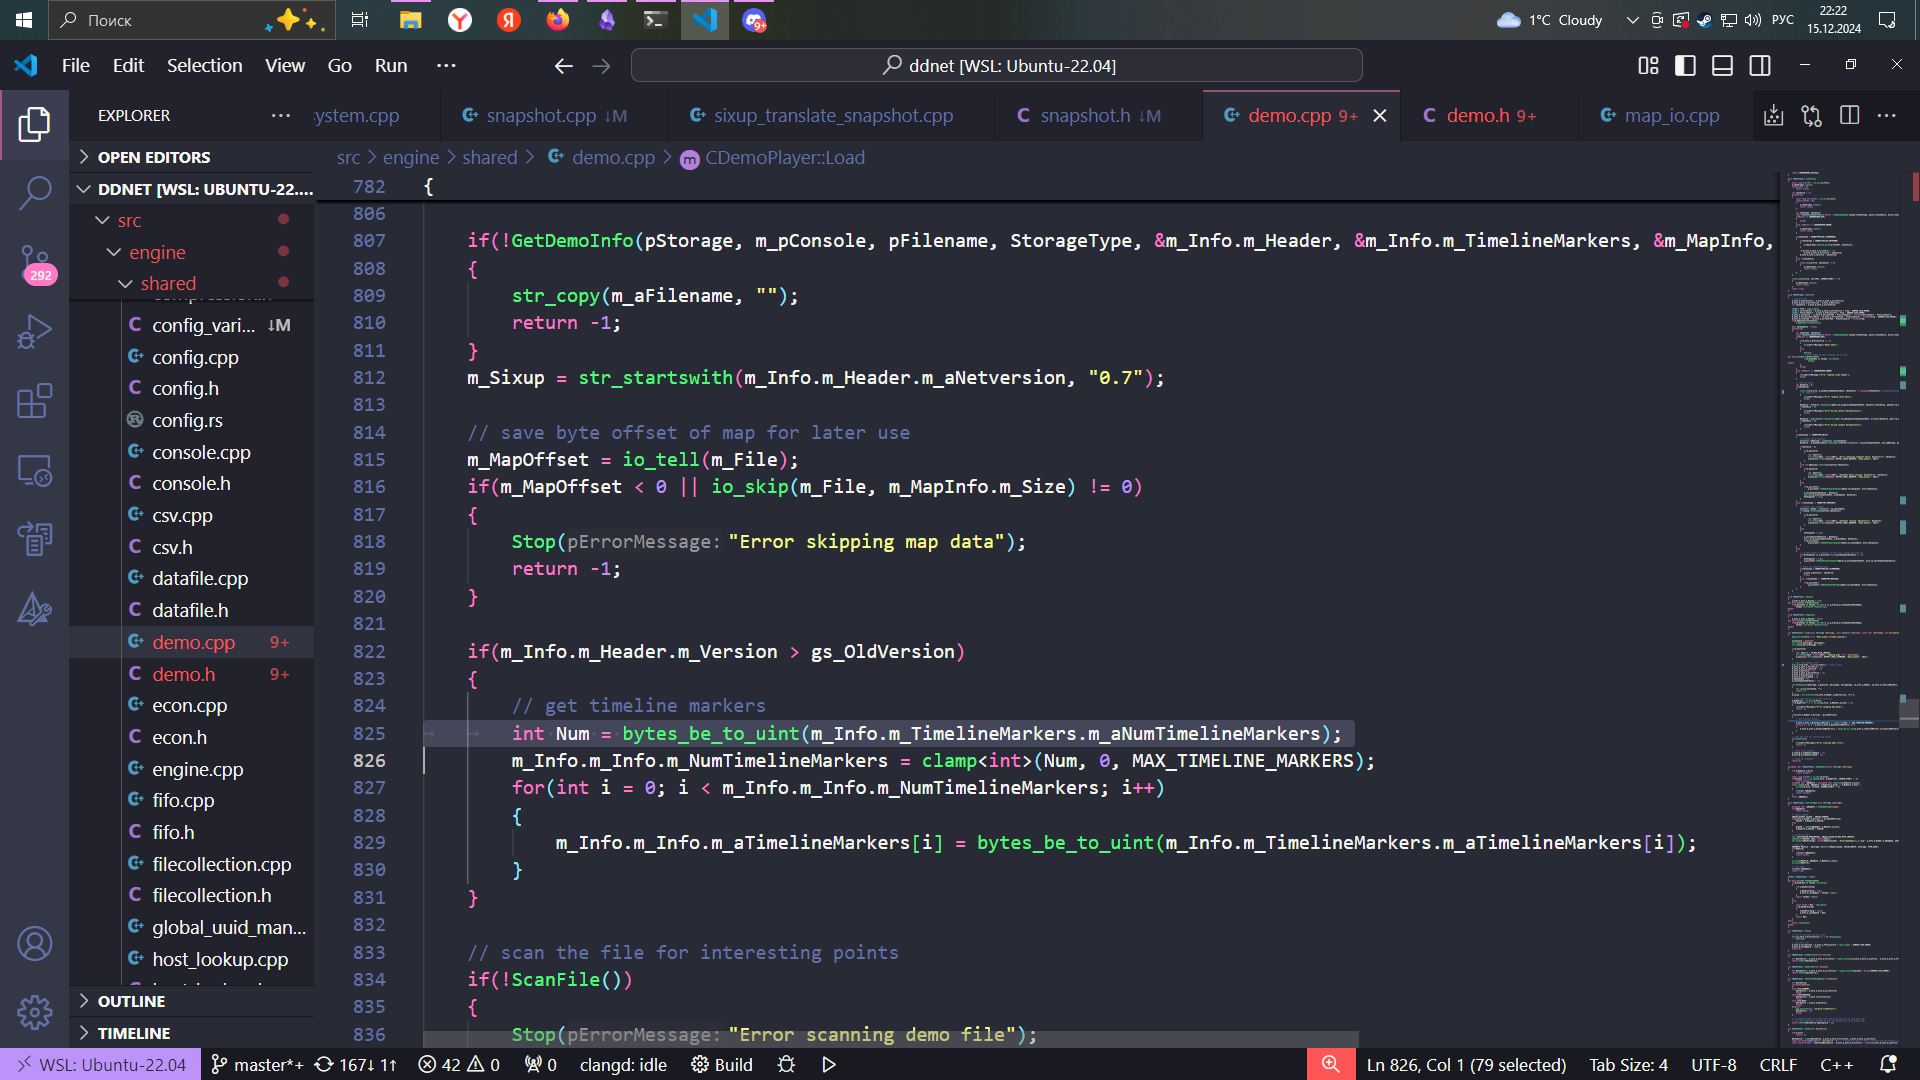 Поиск
1°C Cloudy
РУС
22:22
15.12.2024
File Edit Selection View Go Run ···
ddnet [WSL: Ubuntu-22.04]
EXPLORER
ystem.cpp
snapshot.cpp ↓M
sixup_translate_snapshot.cpp
C snapshot.h ↓M
demo.cpp 9+
C demo.h 9+
map_io.cpp
OPEN EDITORS
DDNET [WSL: UBUNTU-22....
src
engine
shared
C config_vari... ↓M
config.cpp
C config.h
config.rs
console.cpp
C console.h
csv.cpp
C csv.h
datafile.cpp
C datafile.h
demo.cpp 9+
C demo.h 9+
econ.cpp
C econ.h
engine.cpp
fifo.cpp
C fifo.h
filecollection.cpp
C filecollection.h
global_uuid_man...
host_lookup.cpp
OUTLINE
TIMELINE
292
9+
src > engine > shared > demo.cpp > m CDemoPlayer::Load
782 {
806
807 if(!GetDemoInfo(pStorage, m_pConsole, pFilename, StorageType, &m_Info.m_Header, &m_Info.m_TimelineMarkers, &m_MapInfo,
808 {
809 str_copy(m_aFilename, "");
810 return -1;
811 }
812 m_Sixup = str_startswith(m_Info.m_Header.m_aNetversion, "0.7");
813
814 // save byte offset of map for later use
815 m_MapOffset = io_tell(m_File);
816 if(m_MapOffset < 0 || io_skip(m_File, m_MapInfo.m_Size) != 0)
817 {
818 Stop(pErrorMessage: "Error skipping map data");
819 return -1;
820 }
821
822 if(m_Info.m_Header.m_Version > gs_OldVersion)
823 {
824 // get timeline markers
825 int Num = bytes_be_to_uint(m_Info.m_TimelineMarkers.m_aNumTimelineMarkers);
826 m_Info.m_Info.m_NumTimelineMarkers = clamp<int>(Num, 0, MAX_TIMELINE_MARKERS);
827 for(int i = 0; i < m_Info.m_Info.m_NumTimelineMarkers; i++)
828 {
829 m_Info.m_Info.m_aTimelineMarkers[i] = bytes_be_to_uint(m_Info.m_TimelineMarkers.m_aTimelineMarkers[i]);
830 }
831 }
832
833 // scan the file for interesting points
834 if(!ScanFile())
835 {
836 Stop(pErrorMessage: "Error scanning demo file");
WSL: Ubuntu-22.04 master*+ 167↓ 1↑ 42 0 0 clangd: idle Build
Ln 826, Col 1 (79 selected) Tab Size: 4 UTF-8 CRLF C++